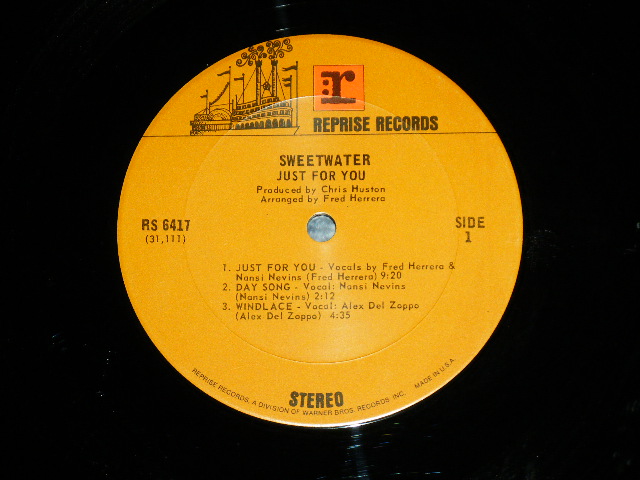 :r
REPRISE RECORDS
SWEETWATER
JUST FOR YOU
Produced by Chris Huston
Arranged by Fred Herrera
RS 6417
(31,111)
SIDE
1
1. JUST FOR YOU - Vocals by Fred Herrera &
Nansi Nevins (Fred Herrera) 9:20
2. DAY SONG - Vocal: Nansi Nevins
(Nansi Nevins) 2:12
3. WINDLACE - Vocal: Alex Del Zoppo
(Alex Del Zoppo) 4:35
STEREO
REPRISE RECORDS, A DIVISION OF WARNER BROS. RECORDS, INC. MADE IN U.S.A.